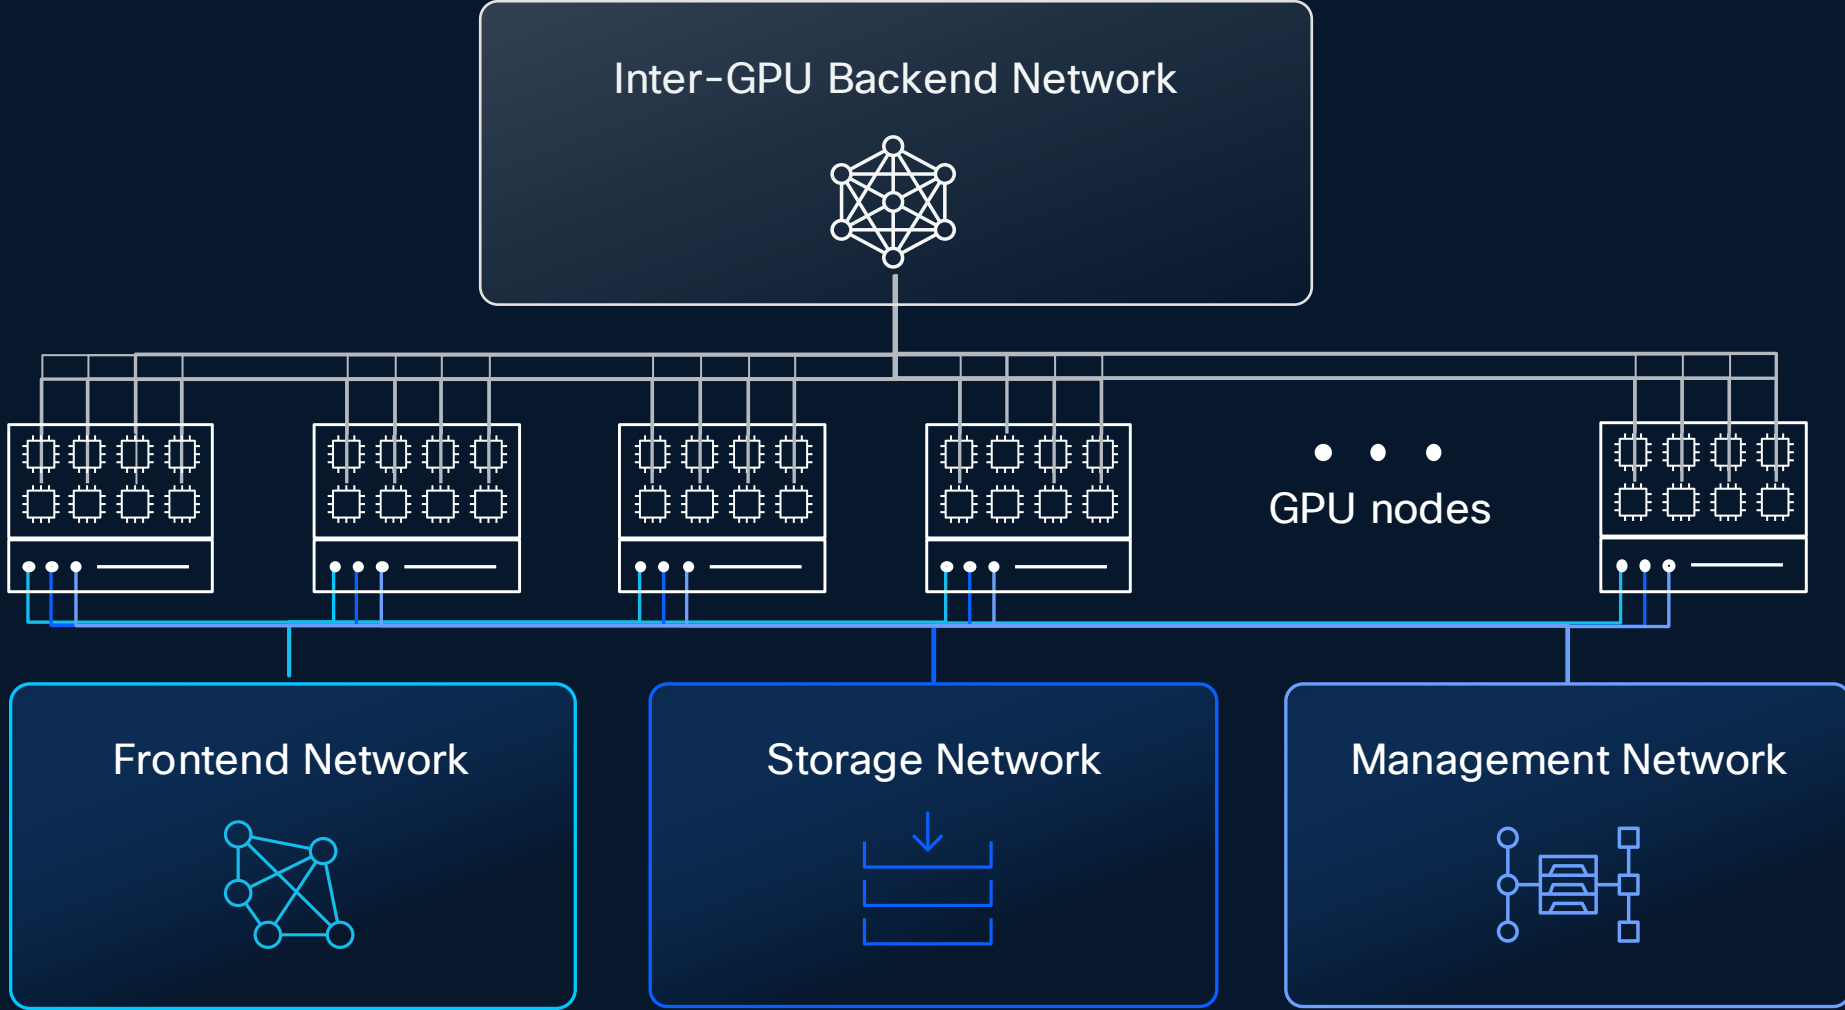 Inter-GPU Backend Network
GPU nodes
Frontend Network
Storage Network
Management Network